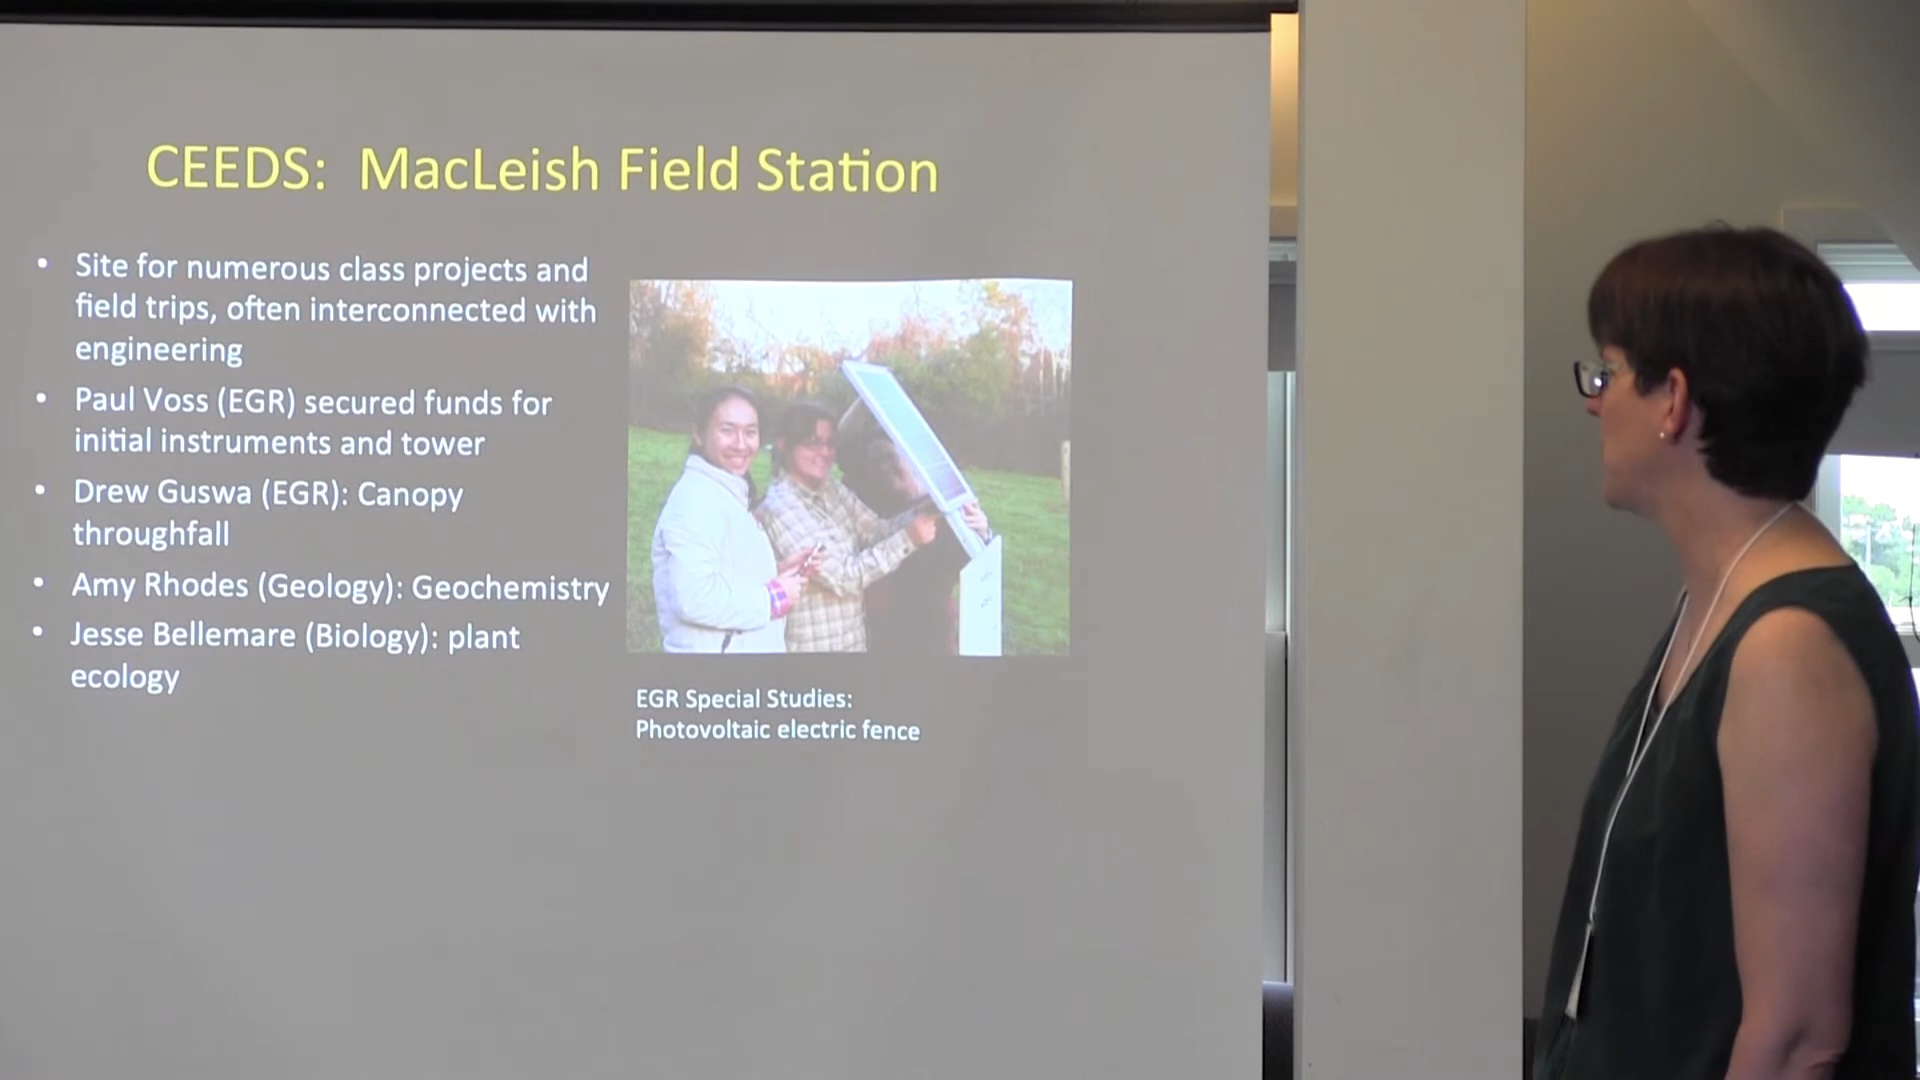 CEEDS: MacLeish Field Station
• Site for numerous class projects and
field trips, often interconnected with
engineering
• Paul Voss (EGR) secured funds for
initial instruments and tower
• Drew Guswa (EGR): Canopy
throughfall
• Amy Rhodes (Geology): Geochemistry
• Jesse Bellemare (Biology): plant
ecology
EGR Special Studies:
Photovoltaic electric fence